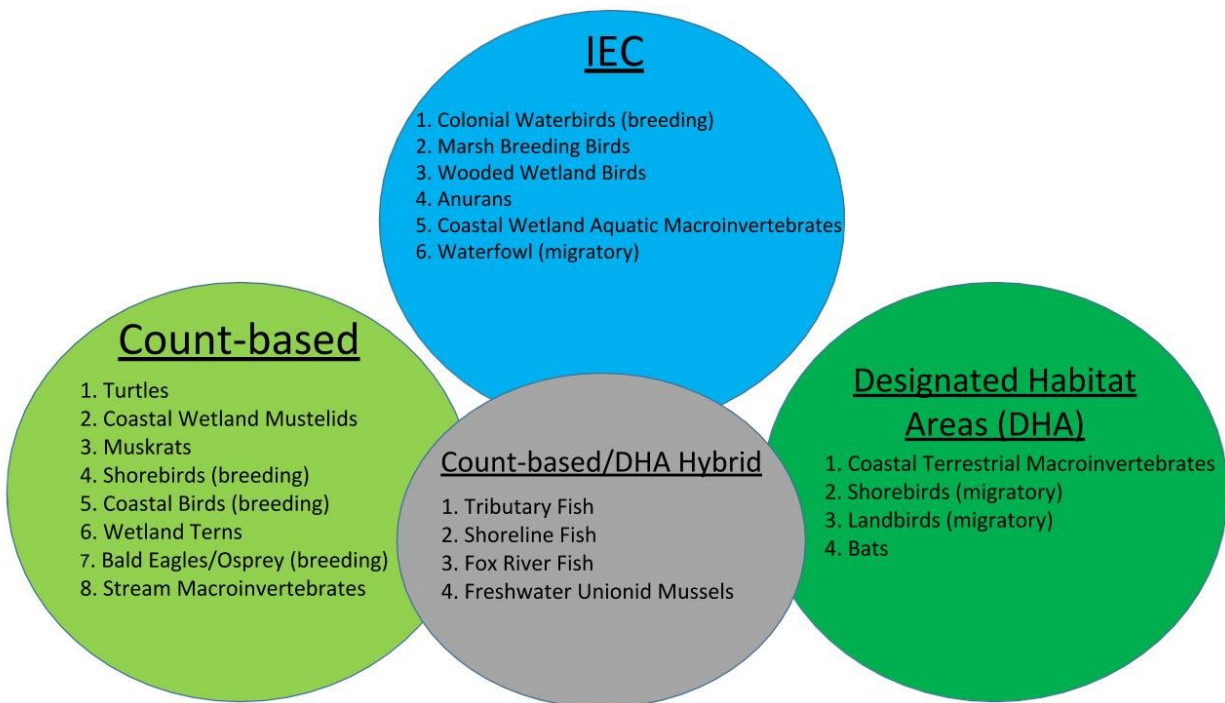 IEC
1. Colonial Waterbirds (breeding)
2. Marsh Breeding Birds
3. Wooded Wetland Birds
4. Anurans
5. Coastal Wetland Aquatic Macroinvertebrates
6. Waterfowl (migratory)
Count-based
1. Turtles
2. Coastal Wetland Mustelids
3. Muskrats
4. Shorebirds (breeding)
5. Coastal Birds (breeding)
6. Wetland Terns
7. Bald Eagles/Osprey (breeding)
8. Stream Macroinvertebrates
Count-based/DHA Hybrid
1. Tributary Fish
2. Shoreline Fish
3. Fox River Fish
4. Freshwater Unionid Mussels
Designated Habitat
Areas (DHA)
1. Coastal Terrestrial Macroinvertebrates
2. Shorebirds (migratory)
3. Landbirds (migratory)
4. Bats